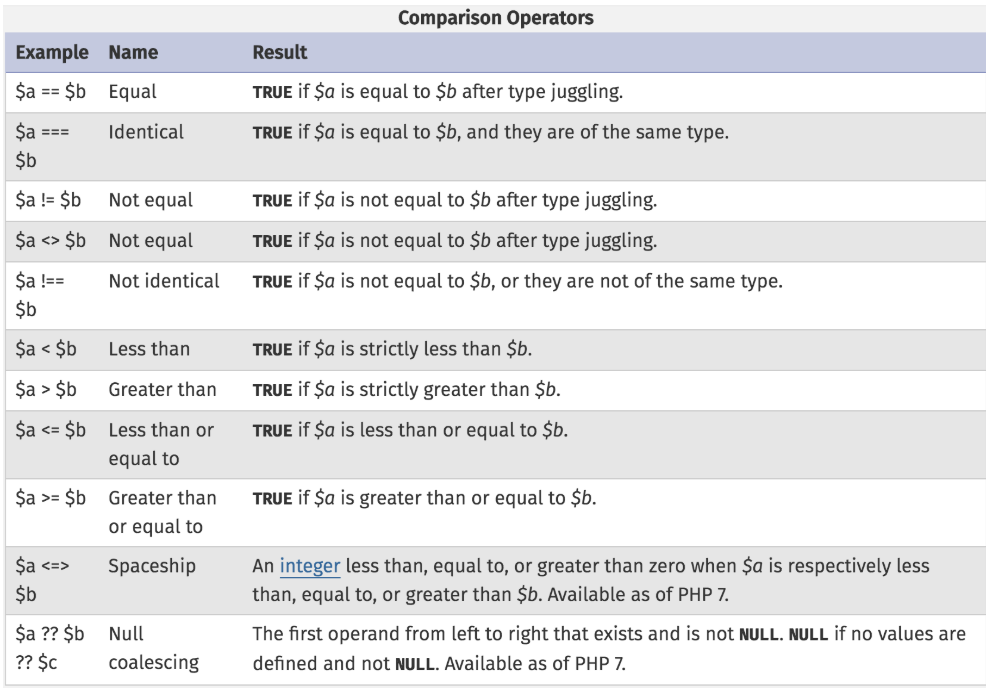 Comparison Operators
Example Name Result
$a == $b Equal TRUE if $a is equal to $b after type juggling.
$a === Identical TRUE if $a is equal to $b, and they are of the same type.
$b
$a != $b Not equal TRUE if $a is not equal to $b after type juggling.
$a <> $b Not equal TRUE if $a is not equal to $b after type juggling.
$a !== Not identical TRUE if $a is not equal to $b, or they are not of the same type.
$b
$a < $b Less than TRUE if $a is strictly less than $b.
$a > $b Greater than TRUE if $a is strictly greater than $b.
$a <= $b Less than or TRUE if $a is less than or equal to $b.
equal to
$a >= $b Greater than TRUE if $a is greater than or equal to $b.
or equal to
$a <=> Spaceship An integer less than, equal to, or greater than zero when $a is respectively less
$b than, equal to, or greater than $b. Available as of PHP 7.
$a ?? $b Null The first operand from left to right that exists and is not NULL. NULL if no values are
?? $c coalescing defined and not NULL. Available as of PHP 7.